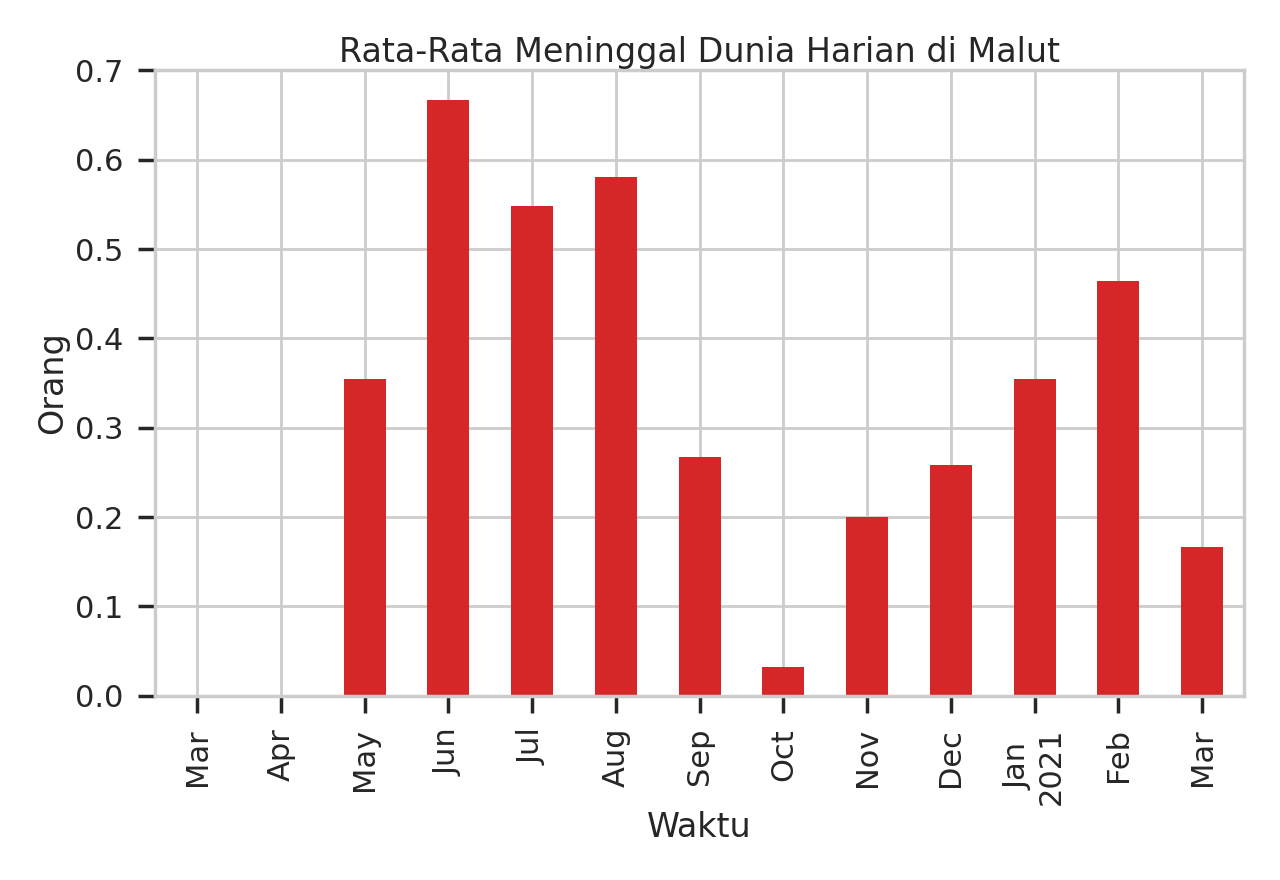 Rata-Rata Meninggal Dunia Harian di Malut
0.7
0.6
0.5
0.4
0.3
0.2
0.1
0.0
Orang
Mar
Apr
May
Jun
Jul
Aug
Sep
Oct
Nov
Dec
Jan
2021
Feb
Mar
Waktu